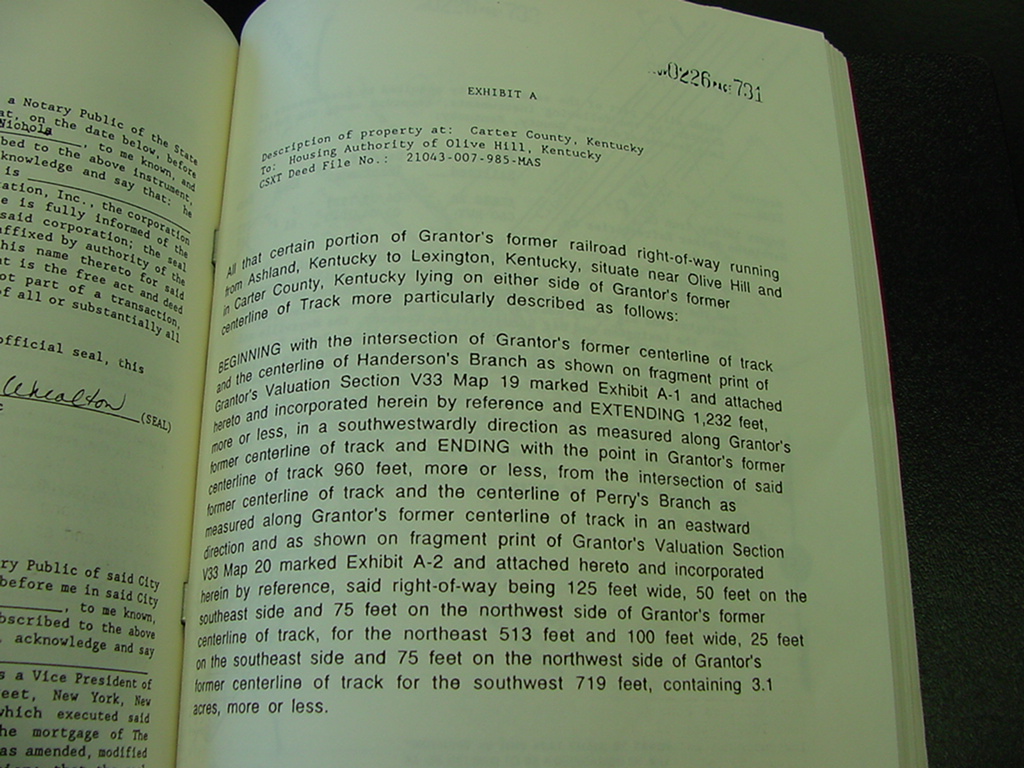 a Notary Public of the State
at, on the date below, before
Nichols, to me known, and
bed to the above instrument,
knowledge and say that: he
is
ation, Inc., the corporation
e is fully informed of the
said corporation; the seal
affixed by authority of the
his name thereto for said
t is the free act and deed
ot part of a transaction,
of all or substantially all
official seal, this
Whealton
(SEAL)
ry Public of said City
before me in said City
, to me known,
bscribed to the above
, acknowledge and say
s a Vice President of
eet, New York, New
which executed said
he mortgage of The
as amended, modified
0226 731
EXHIBIT A
Description of property at: Carter County, Kentucky
To: Housing Authority of Olive Hill, Kentucky
CSXT Deed File No.: 21043-007-985-MAS
All that certain portion of Grantor's former railroad right-of-way running
from Ashland, Kentucky to Lexington, Kentucky, situate near Olive Hill and
in Carter County, Kentucky lying on either side of Grantor's former
centerline of Track more particularly described as follows:
BEGINNING with the intersection of Grantor's former centerline of track
and the centerline of Handerson's Branch as shown on fragment print of
Grantor's Valuation Section V33 Map 19 marked Exhibit A-1 and attached
hereto and incorporated herein by reference and EXTENDING 1,232 feet,
more or less, in a southwestwardly direction as measured along Grantor's
former centerline of track and ENDING with the point in Grantor's former
centerline of track 960 feet, more or less, from the intersection of said
former centerline of track and the centerline of Perry's Branch as
measured along Grantor's former centerline of track in an eastward
direction and as shown on fragment print of Grantor's Valuation Section
V33 Map 20 marked Exhibit A-2 and attached hereto and incorporated
herein by reference, said right-of-way being 125 feet wide, 50 feet on the
southeast side and 75 feet on the northwest side of Grantor's former
centerline of track, for the northeast 513 feet and 100 feet wide, 25 feet
on the southeast side and 75 feet on the northwest side of Grantor's
former centerline of track for the southwest 719 feet, containing 3.1
acres, more or less.